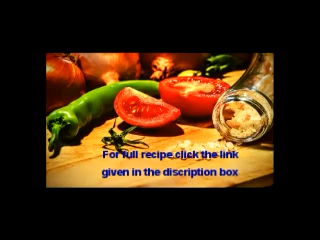 For full recipe click the link
given in the discription box